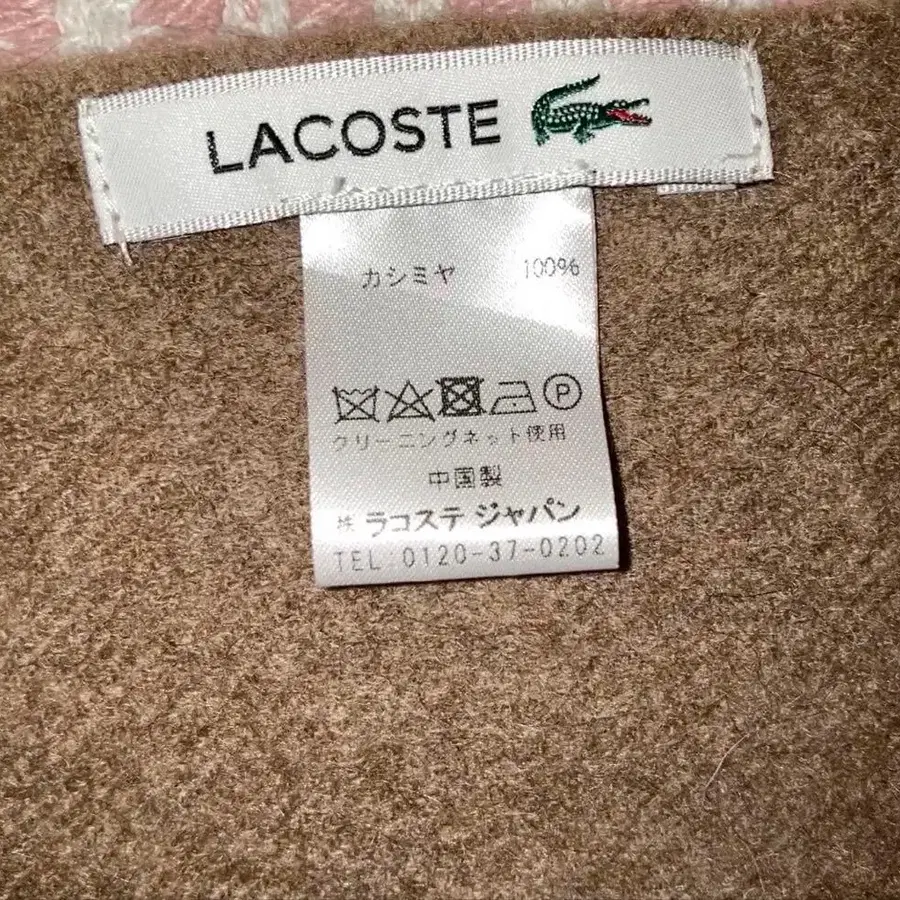 LACOSTE
カシミヤ 100%
P
クリーニングネット使用
中国製
㈱ ラコステ ジャパン
TEL:0120-37-0202